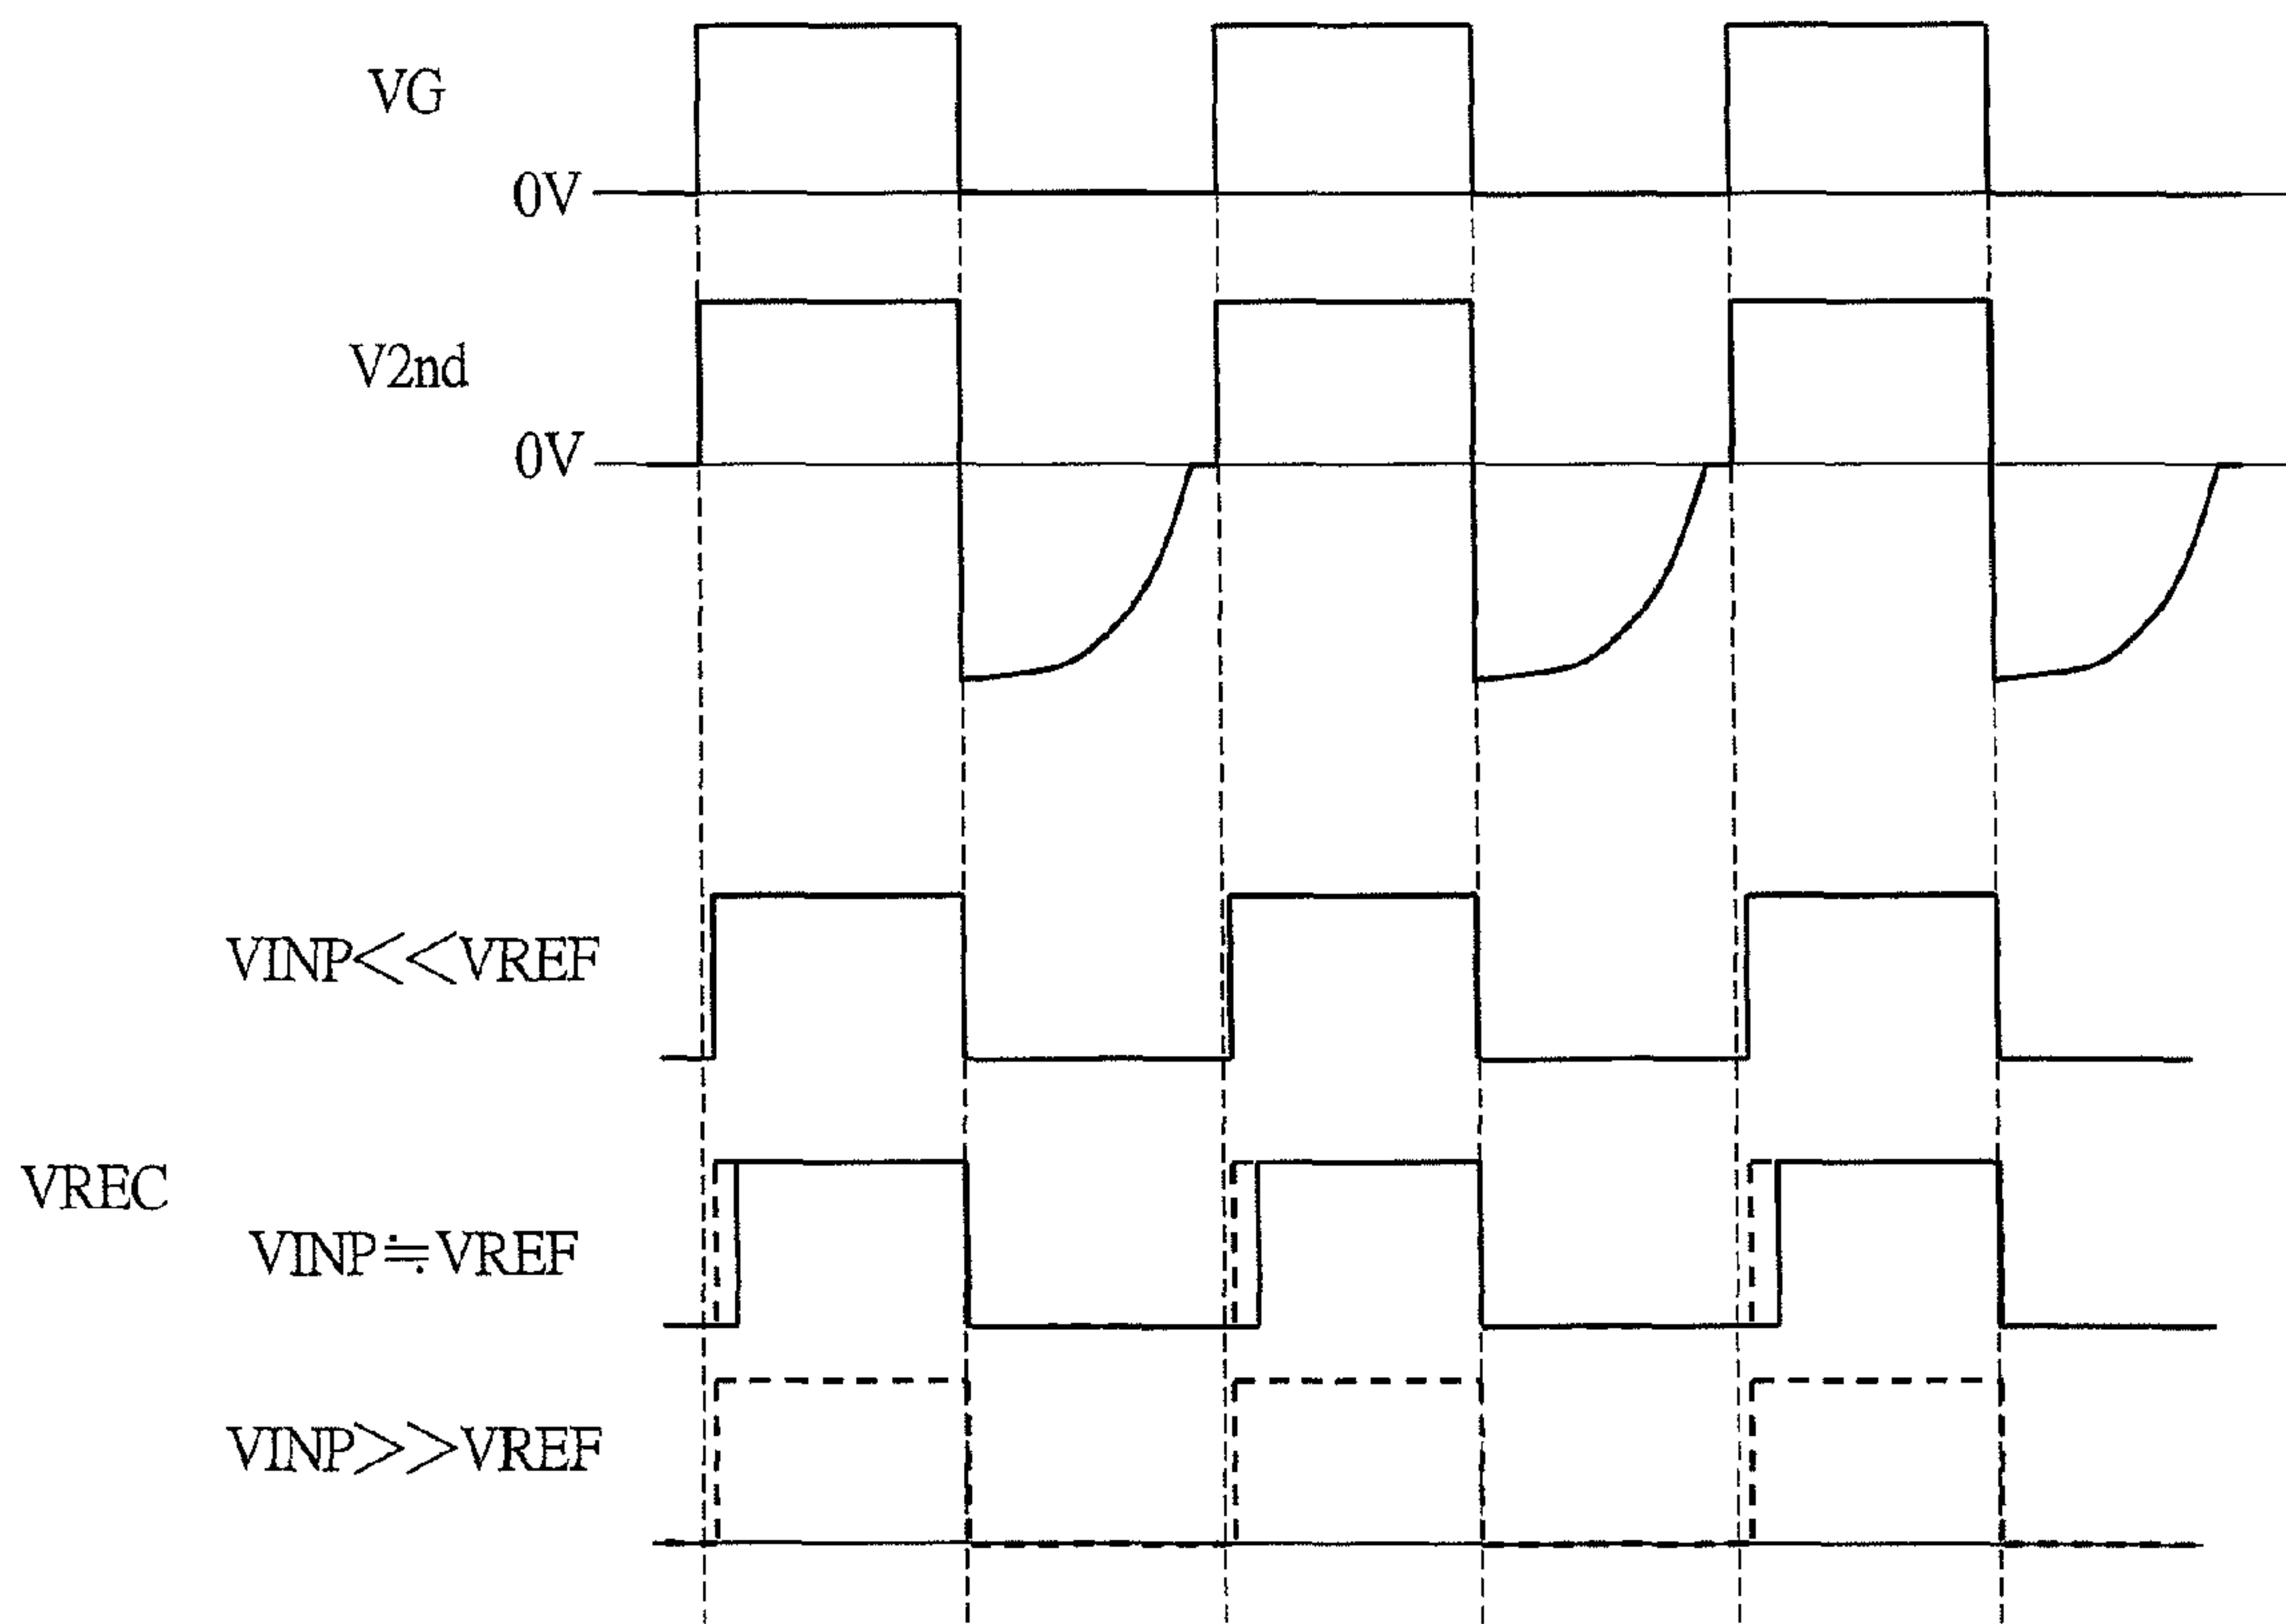 VG
0V
V2nd
0V
VINP<<VREF
VREC
VINP≒VREF
VINP>>VREF